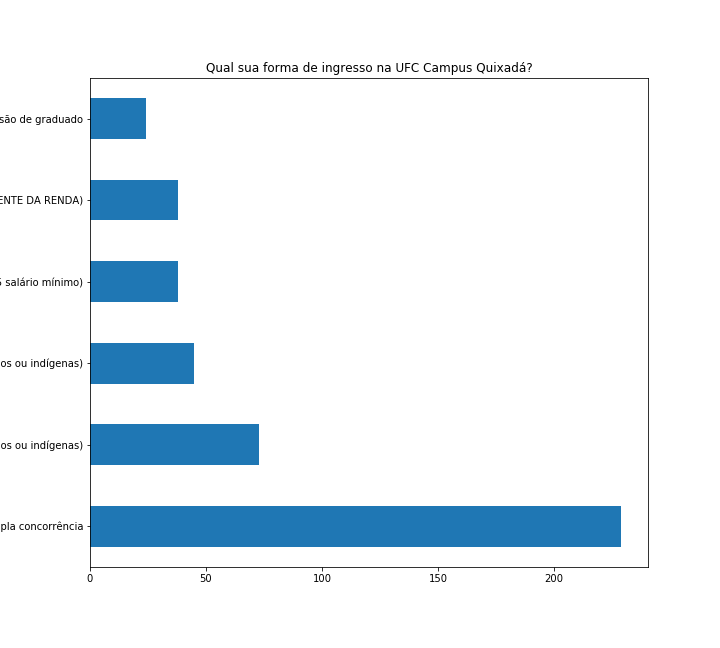 Qual sua forma de ingresso na UFC Campus Quixadá?
são de graduado
ENTE DA RENDA)
salário mínimo)
os ou indígenas)
os ou indígenas)
pla concorrência
0 50 100 150 200